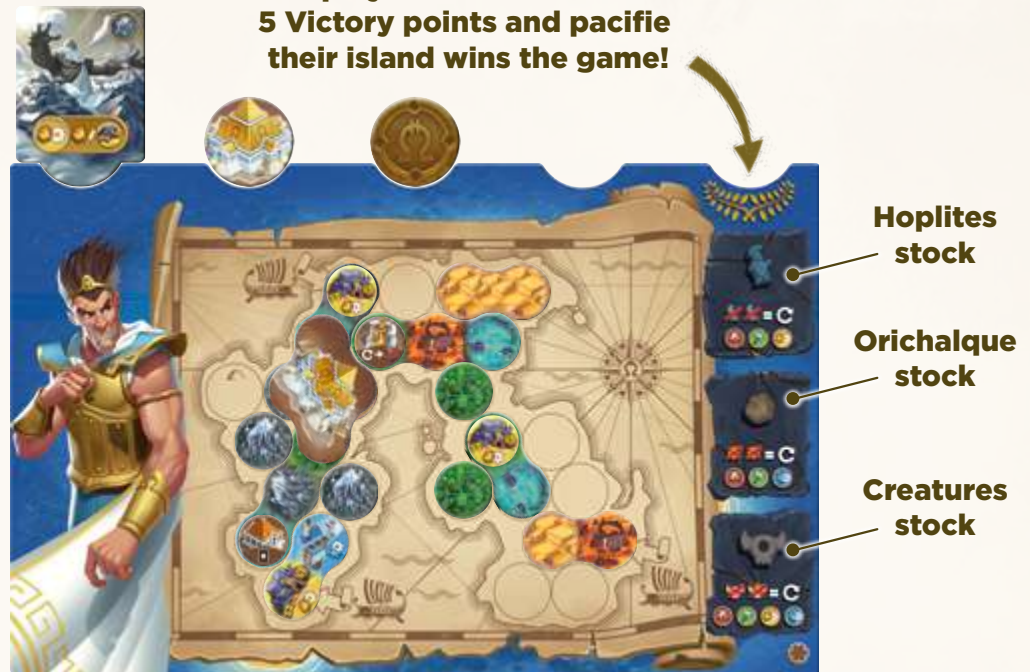 5 Victory points and pacifie
their island wins the game!
Hoplites
stock
Orichalque
stock
Creatures
stock